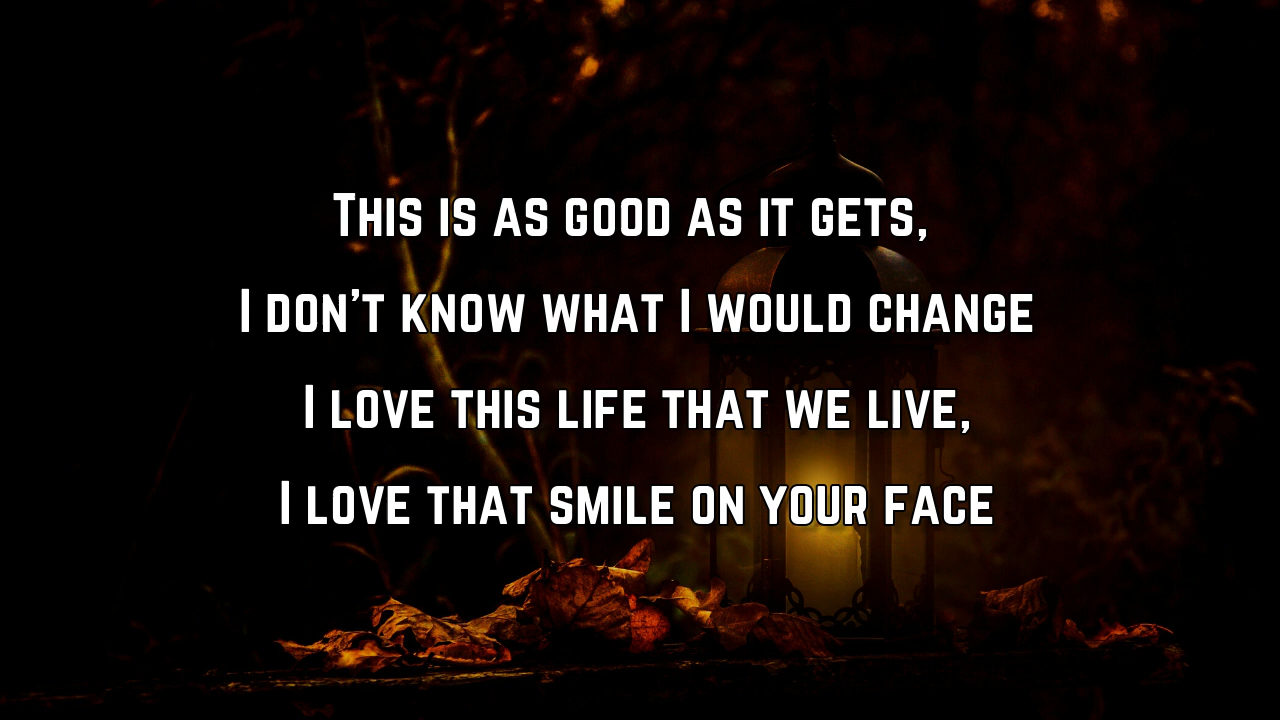 This is as good as it gets,
I don't know what I would change
I love this life that we live,
I love that smile on your face